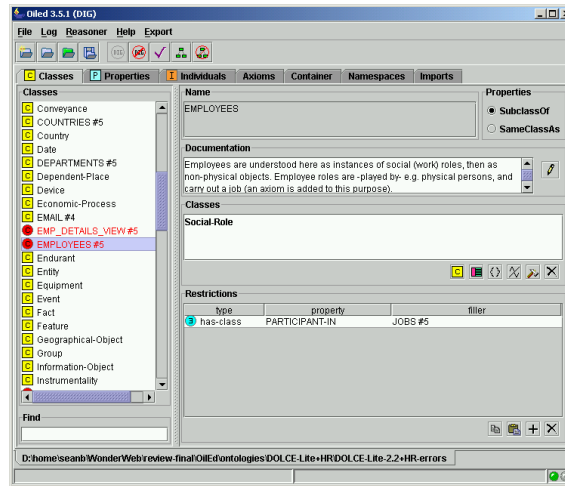 Oiled 3.5.1 (DIG)
File Log Reasoner Help Export
C Classes P Properties I Individuals Axioms Container Namespaces Imports
Classes
C Conveyance
C COUNTRIES #5
C Country
C Date
C DEPARTMENTS #5
C Dependent-Place
C Device
C Economic-Process
C EMAIL #4
C EMP_DETAILS_VIEW #5
C EMPLOYEES #5
C Endurant
C Entity
C Equipment
C Event
C Fact
C Feature
C Geographical-Object
C Group
C Information-Object
C Instrumentality
Find
Name
EMPLOYEES
Properties
SubclassOf
SameClassAs
Documentation
Employees are understood here as instances of social (work) roles, then as
non-physical objects. Employee roles are -played by- e.g. physical persons, and
carry out a job (an axiom is added to this purpose).
Classes
Social-Role
C
Restrictions
type property filler
has-class PARTICIPANT-IN JOBS #5
D:\home\seanb\WonderWeb\review-final\OilEd\ontologies\DOLCE-Lite+HR\DOLCE-Lite-2.2+HR-errors